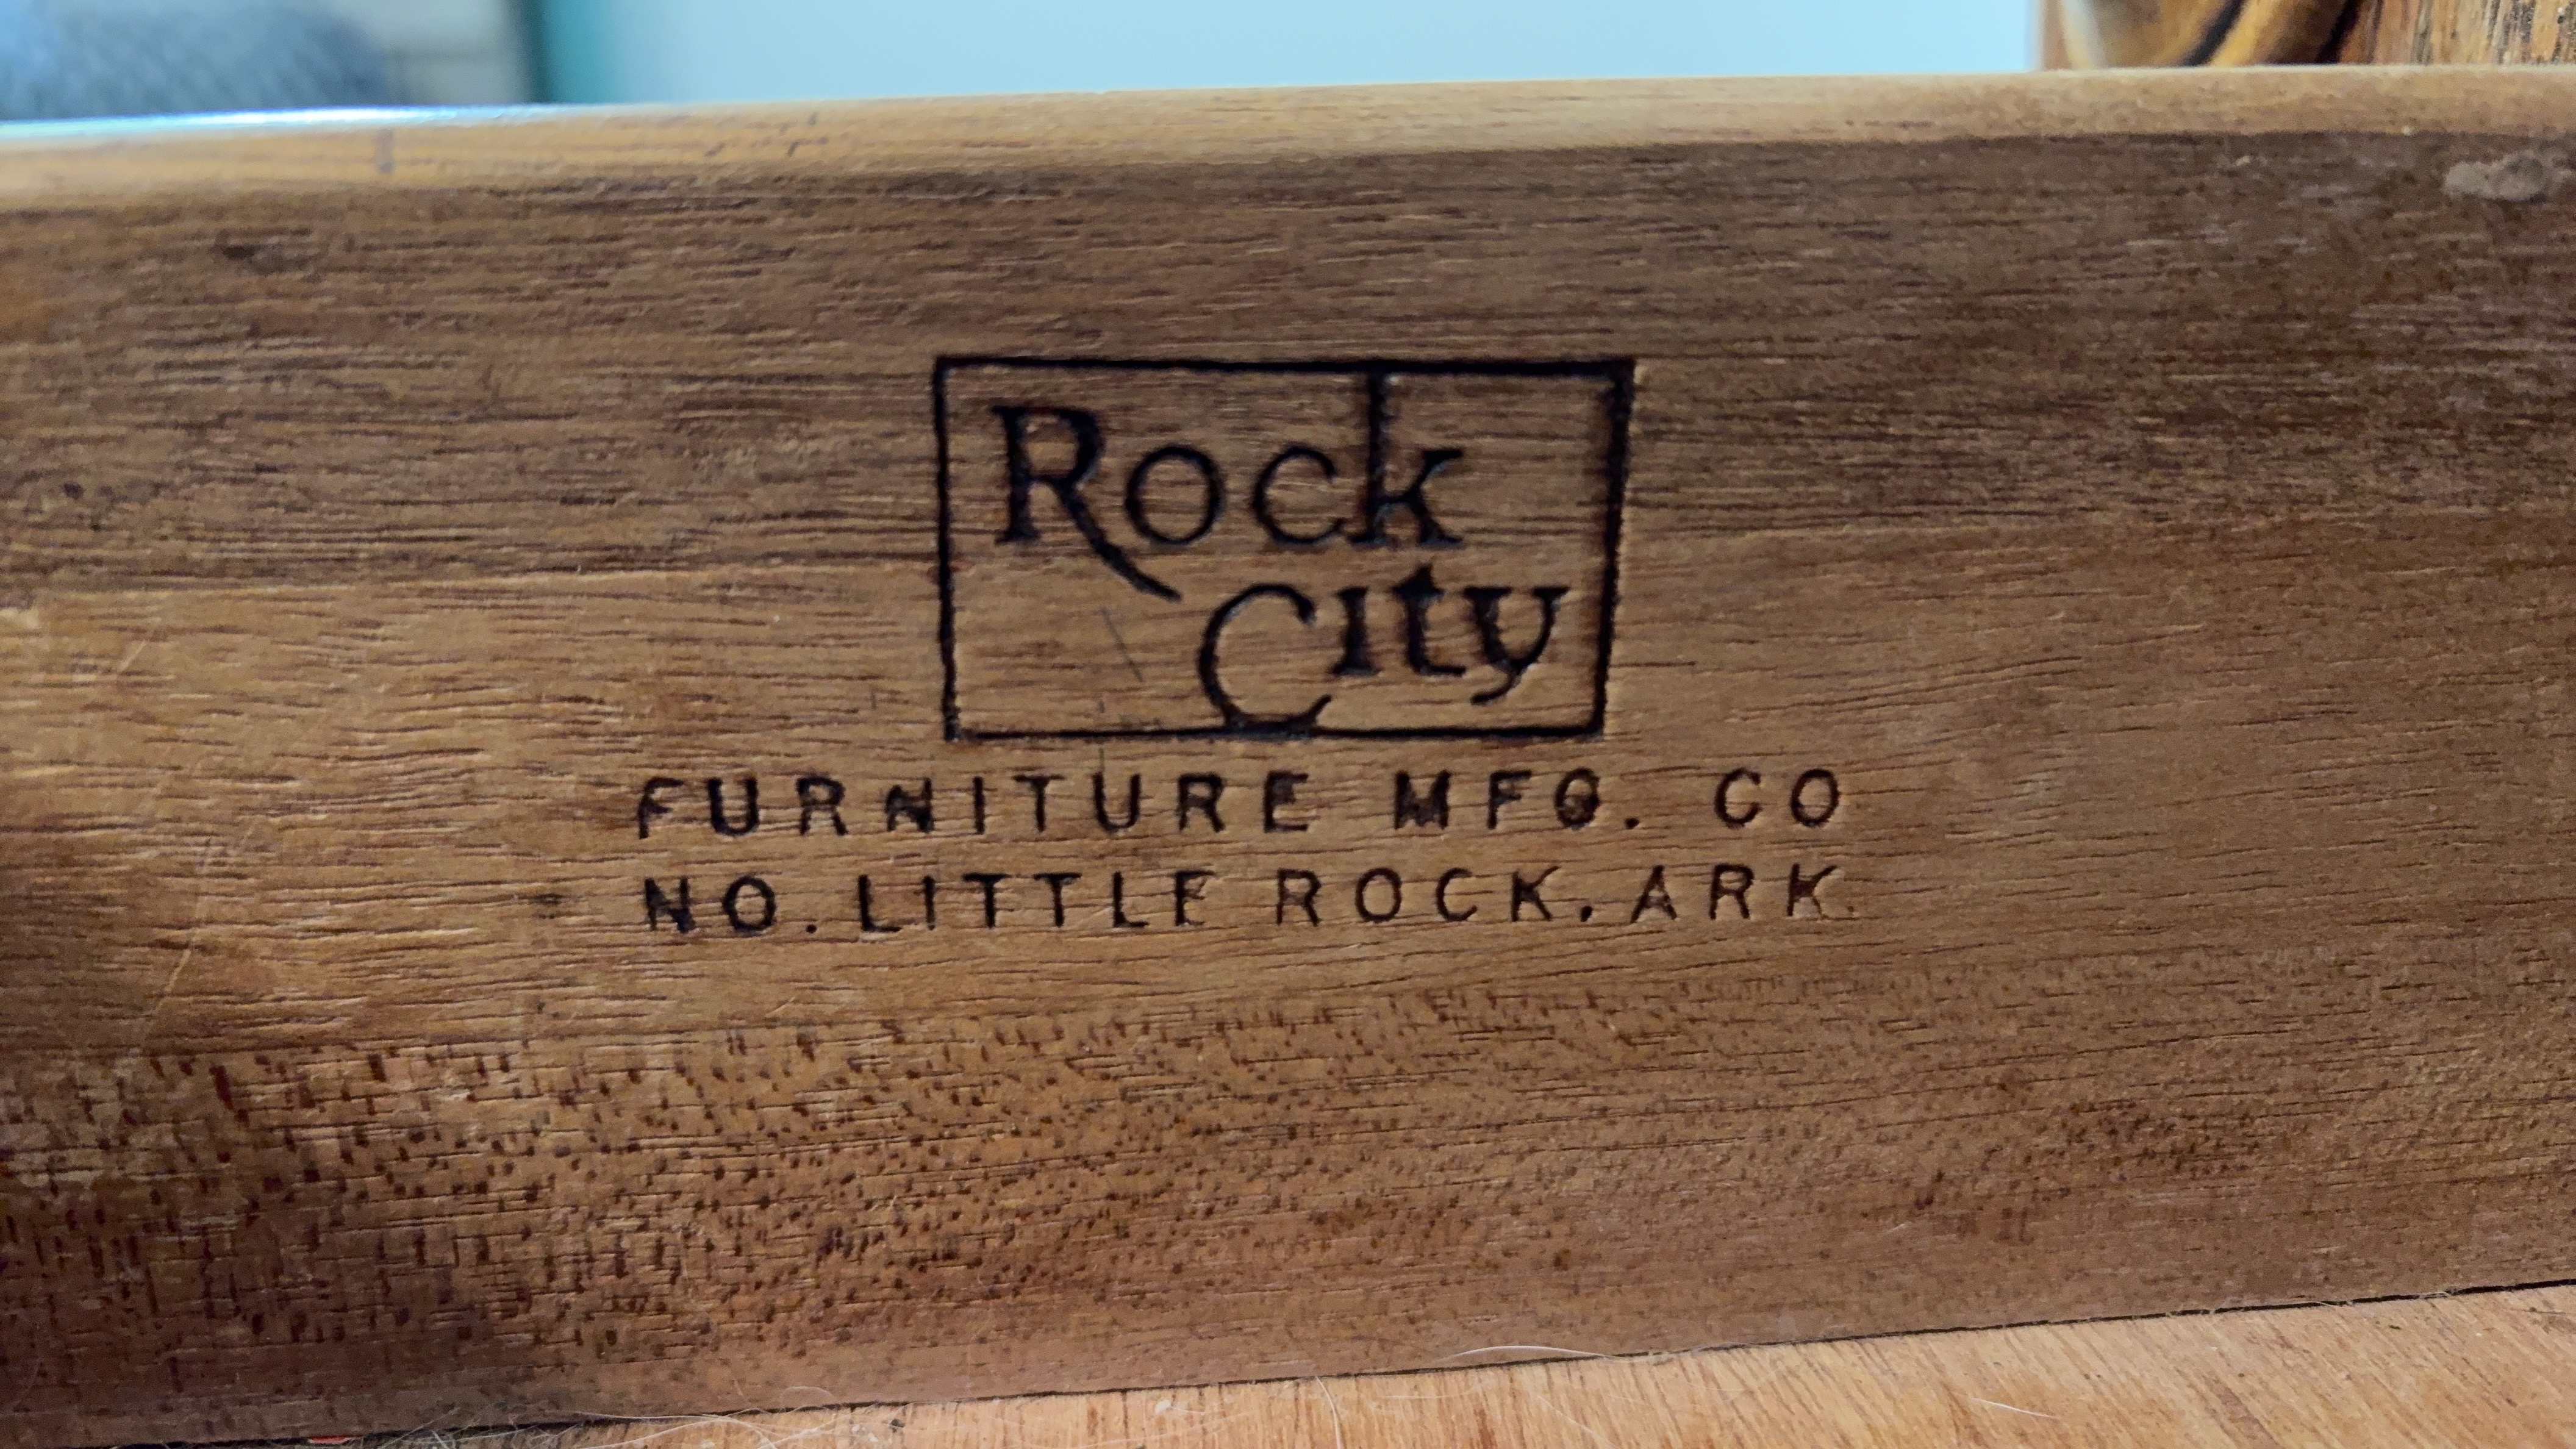 Rock
City
FURNITURE MFG. CO
NO. LITTLE ROCK, ARK.